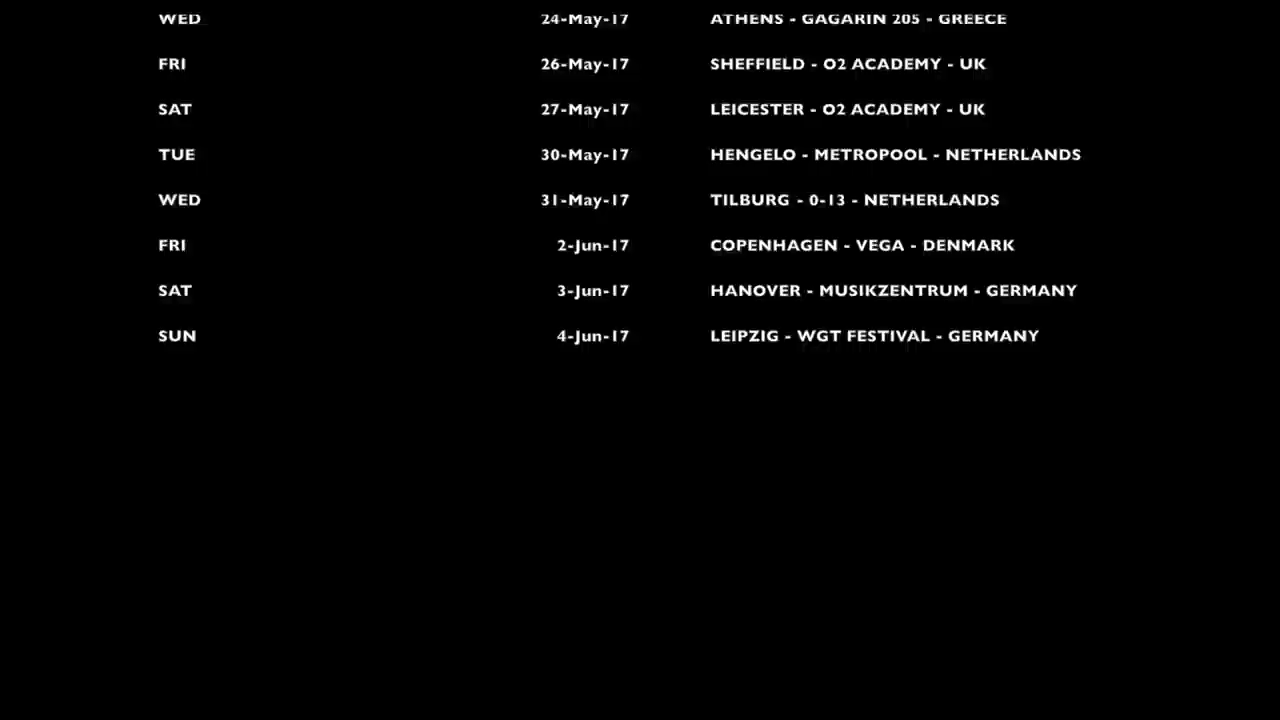 WED 24-May-17 ATHENS - GAGARIN 205 - GREECE
FRI 26-May-17 SHEFFIELD - O2 ACADEMY - UK
SAT 27-May-17 LEICESTER - O2 ACADEMY - UK
TUE 30-May-17 HENGELO - METROPOOL - NETHERLANDS
WED 31-May-17 TILBURG - 0-13 - NETHERLANDS
FRI 2-Jun-17 COPENHAGEN - VEGA - DENMARK
SAT 3-Jun-17 HANOVER - MUSIKZENTRUM - GERMANY
SUN 4-Jun-17 LEIPZIG - WGT FESTIVAL - GERMANY